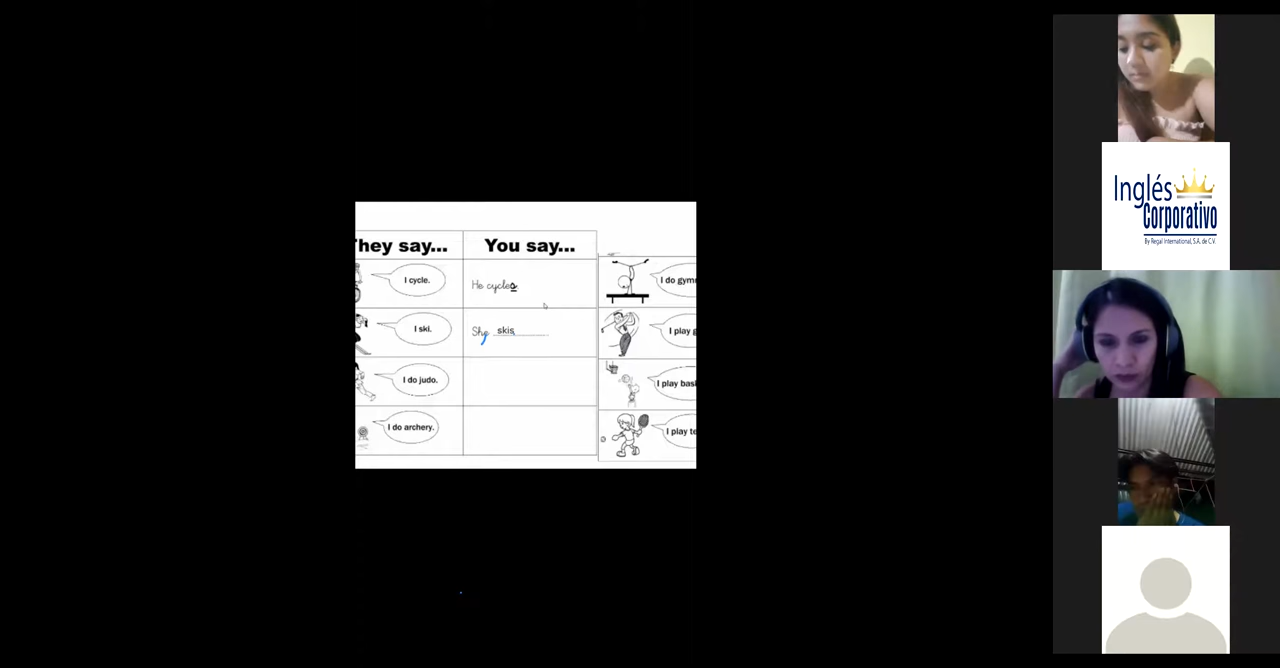 They say...
You say...
I cycle.
He cycles
I do gym
I ski.
She skis
I play g
I do judo.
I play bas
I do archery.
I play te
Inglés
Corporativo
By Regal International, S.A. de C.V.